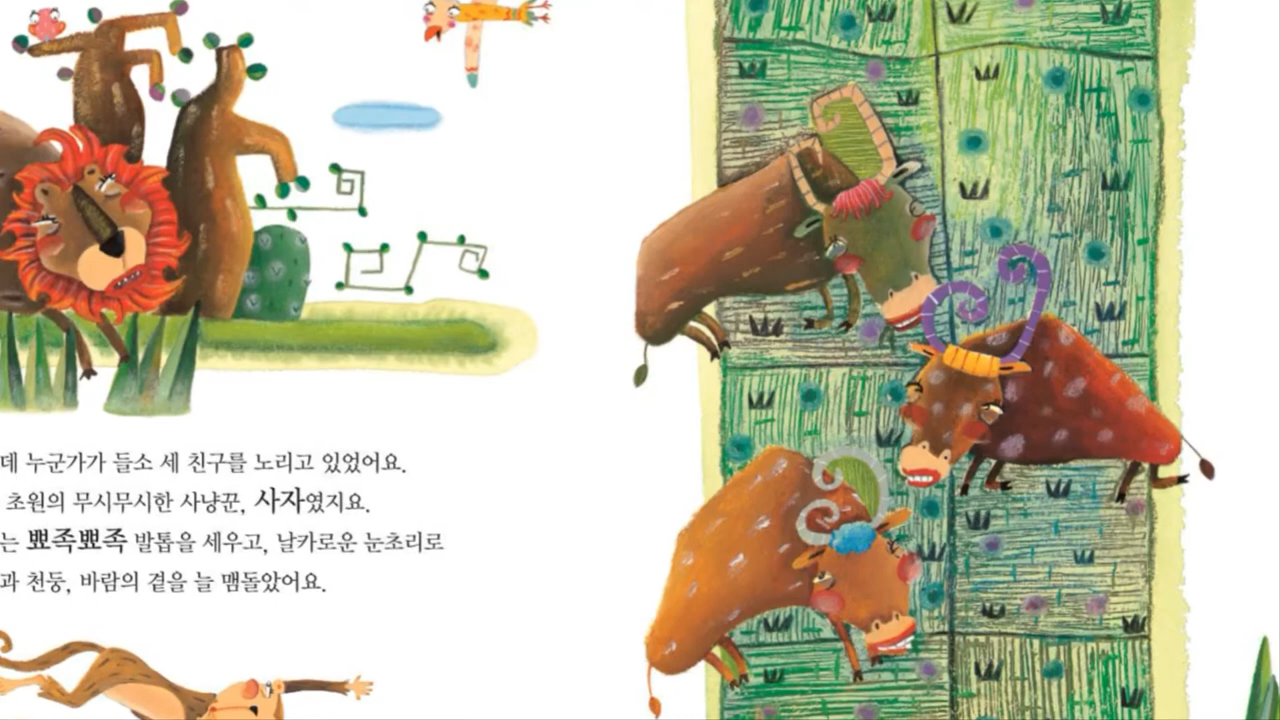 데 누군가가 들소 세 친구를 노리고 있었어요.
초원의 무시무시한 사냥꾼, 사자였지요.
는 뾰족뾰족 발톱을 세우고, 날카로운 눈초리로
과 천둥, 바람의 곁을 늘 맴돌았어요.